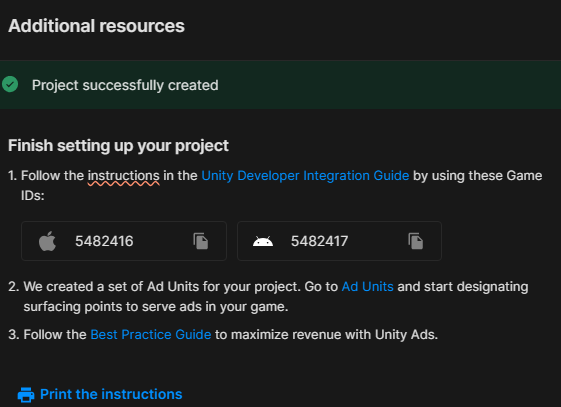 Additional resources
Project successfully created
Finish setting up your project
1. Follow the instructions in the Unity Developer Integration Guide by using these Game
IDs:
5482416
5482417
2. We created a set of Ad Units for your project. Go to Ad Units and start designating
surfacing points to serve ads in your game.
3. Follow the Best Practice Guide to maximize revenue with Unity Ads.
Print the instructions